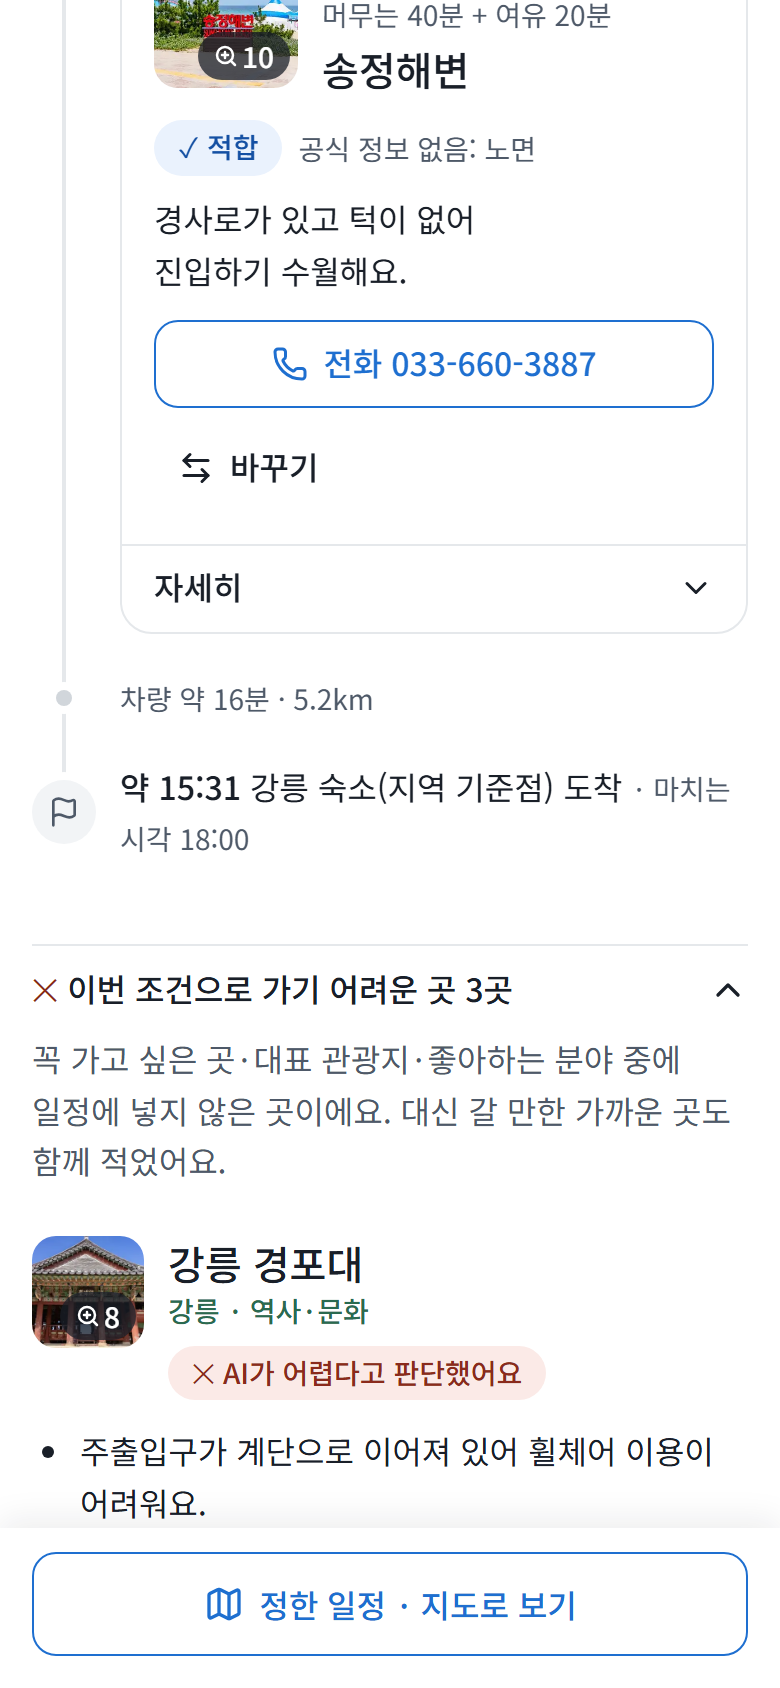 머무는 40분 + 여유 20분
송정해변
10
송정해변
✓ 적합
공식 정보 없음: 노면
경사로가 있고 턱이 없어
진입하기 수월해요.
전화 033-660-3887
바꾸기
자세히
차량 약 16분 · 5.2km
약 15:31 강릉 숙소(지역 기준점) 도착 · 마치는
시각 18:00
이번 조건으로 가기 어려운 곳 3곳
꼭 가고 싶은 곳·대표 관광지·좋아하는 분야 중에
일정에 넣지 않은 곳이에요. 대신 갈 만한 가까운 곳도
함께 적었어요.
강릉 경포대
8
강릉 · 역사·문화
AI가 어렵다고 판단했어요
• 주출입구가 계단으로 이어져 있어 휠체어 이용이
어려워요.
정한 일정 · 지도로 보기